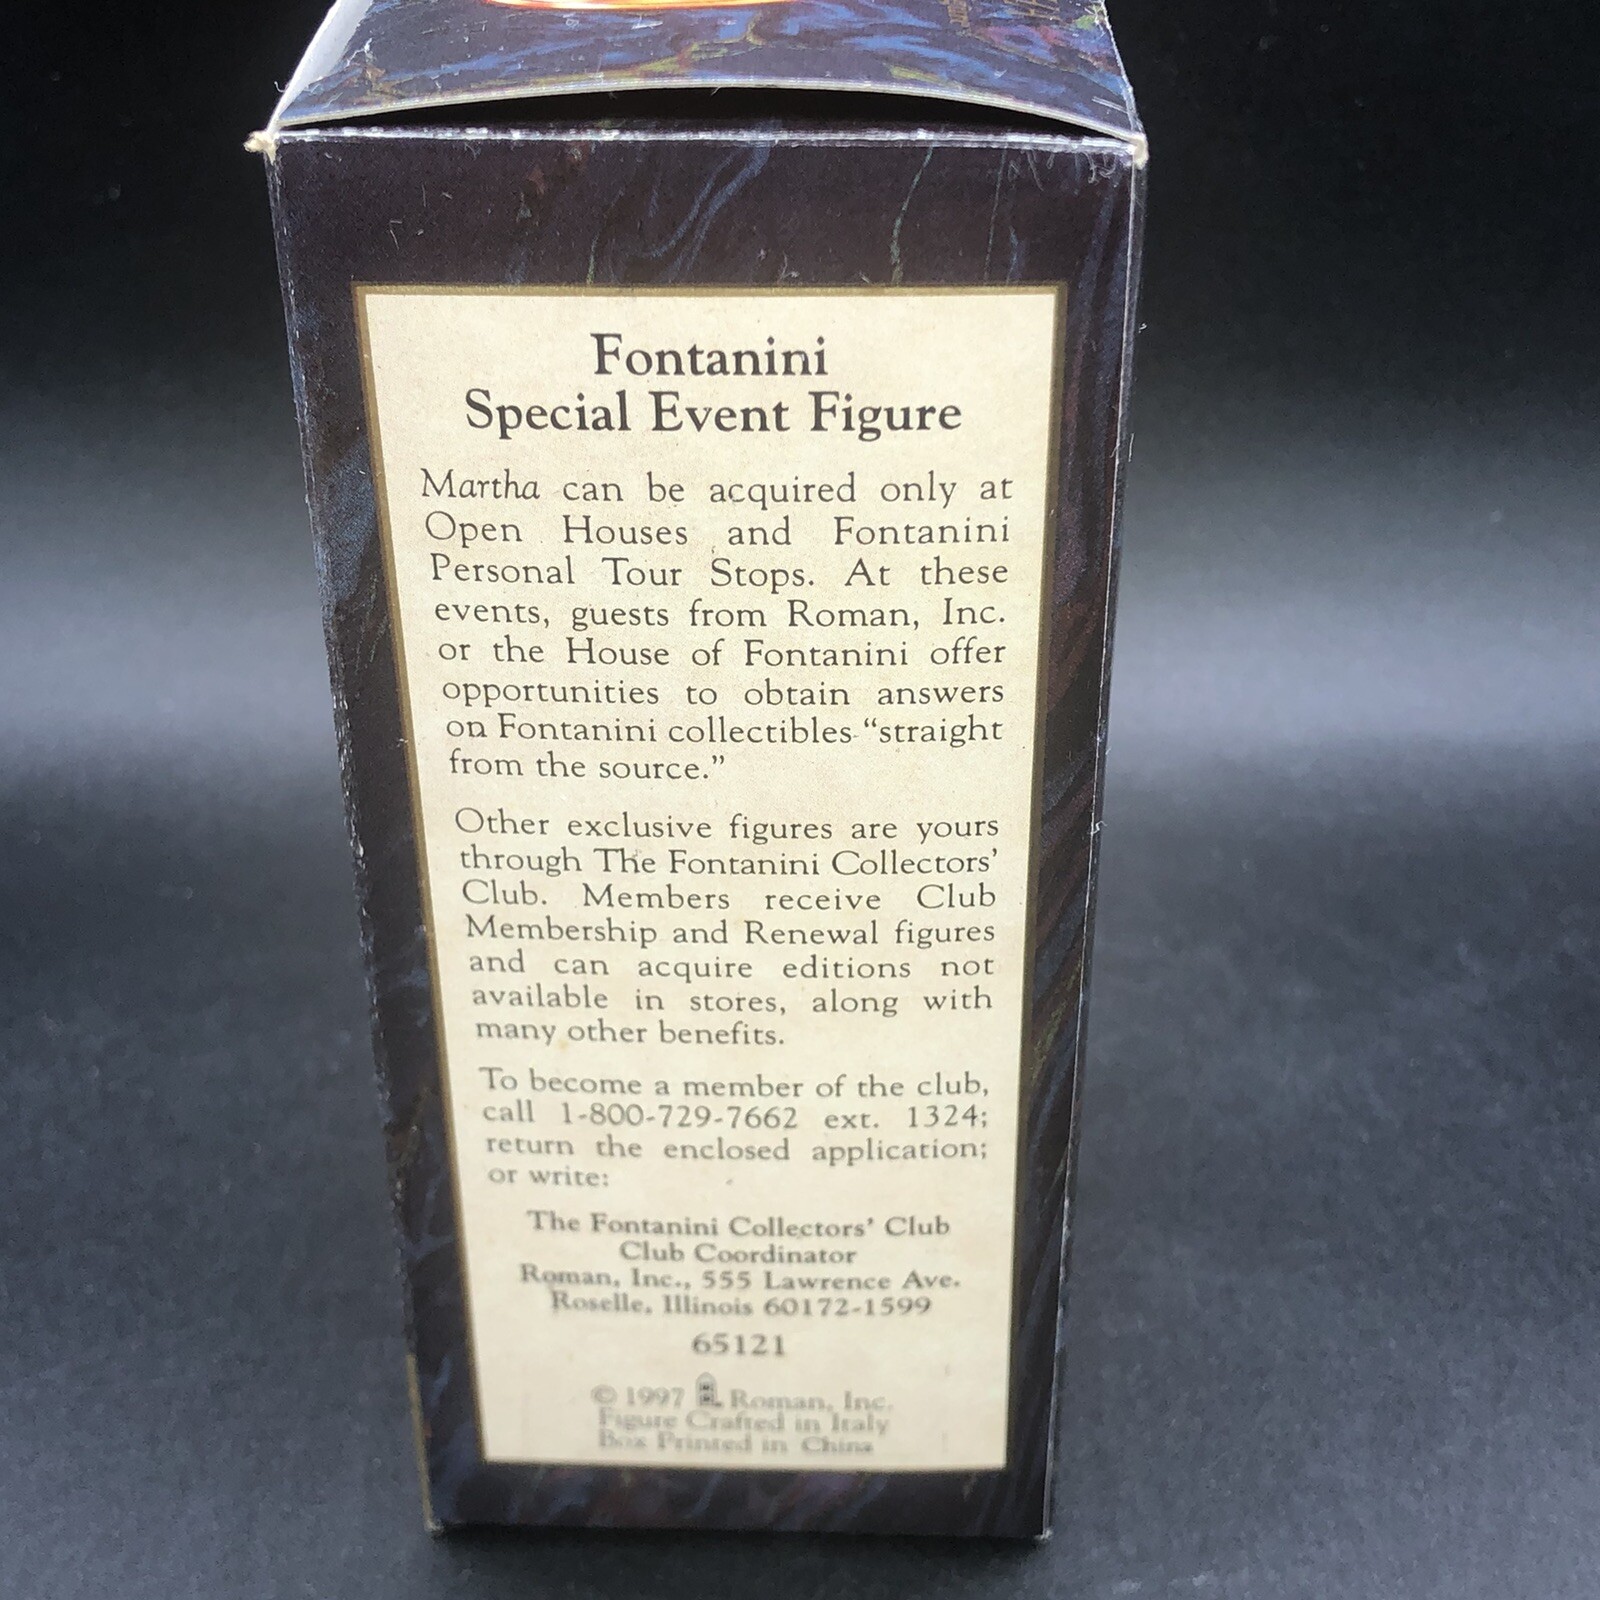 Fontanini
Special Event Figure
Martha can be acquired only at
Open Houses and Fontanini
Personal Tour Stops. At these
events, guests from Roman, Inc.
or the House of Fontanini offer
opportunities to obtain answers
on Fontanini collectibles "straight
from the source."
Other exclusive figures are yours
through The Fontanini Collectors'
Club. Members receive Club
Membership and Renewal figures
and can acquire editions not
available in stores, along with
many other benefits.
To become a member of the club,
call 1-800-729-7662 ext. 1324;
return the enclosed application;
or write:
The Fontanini Collectors' Club
Club Coordinator
Roman, Inc., 555 Lawrence Ave.
Roselle, Illinois 60172-1599
65121
© 1997 Roman, Inc.
Figure Crafted in Italy
Box Printed in China